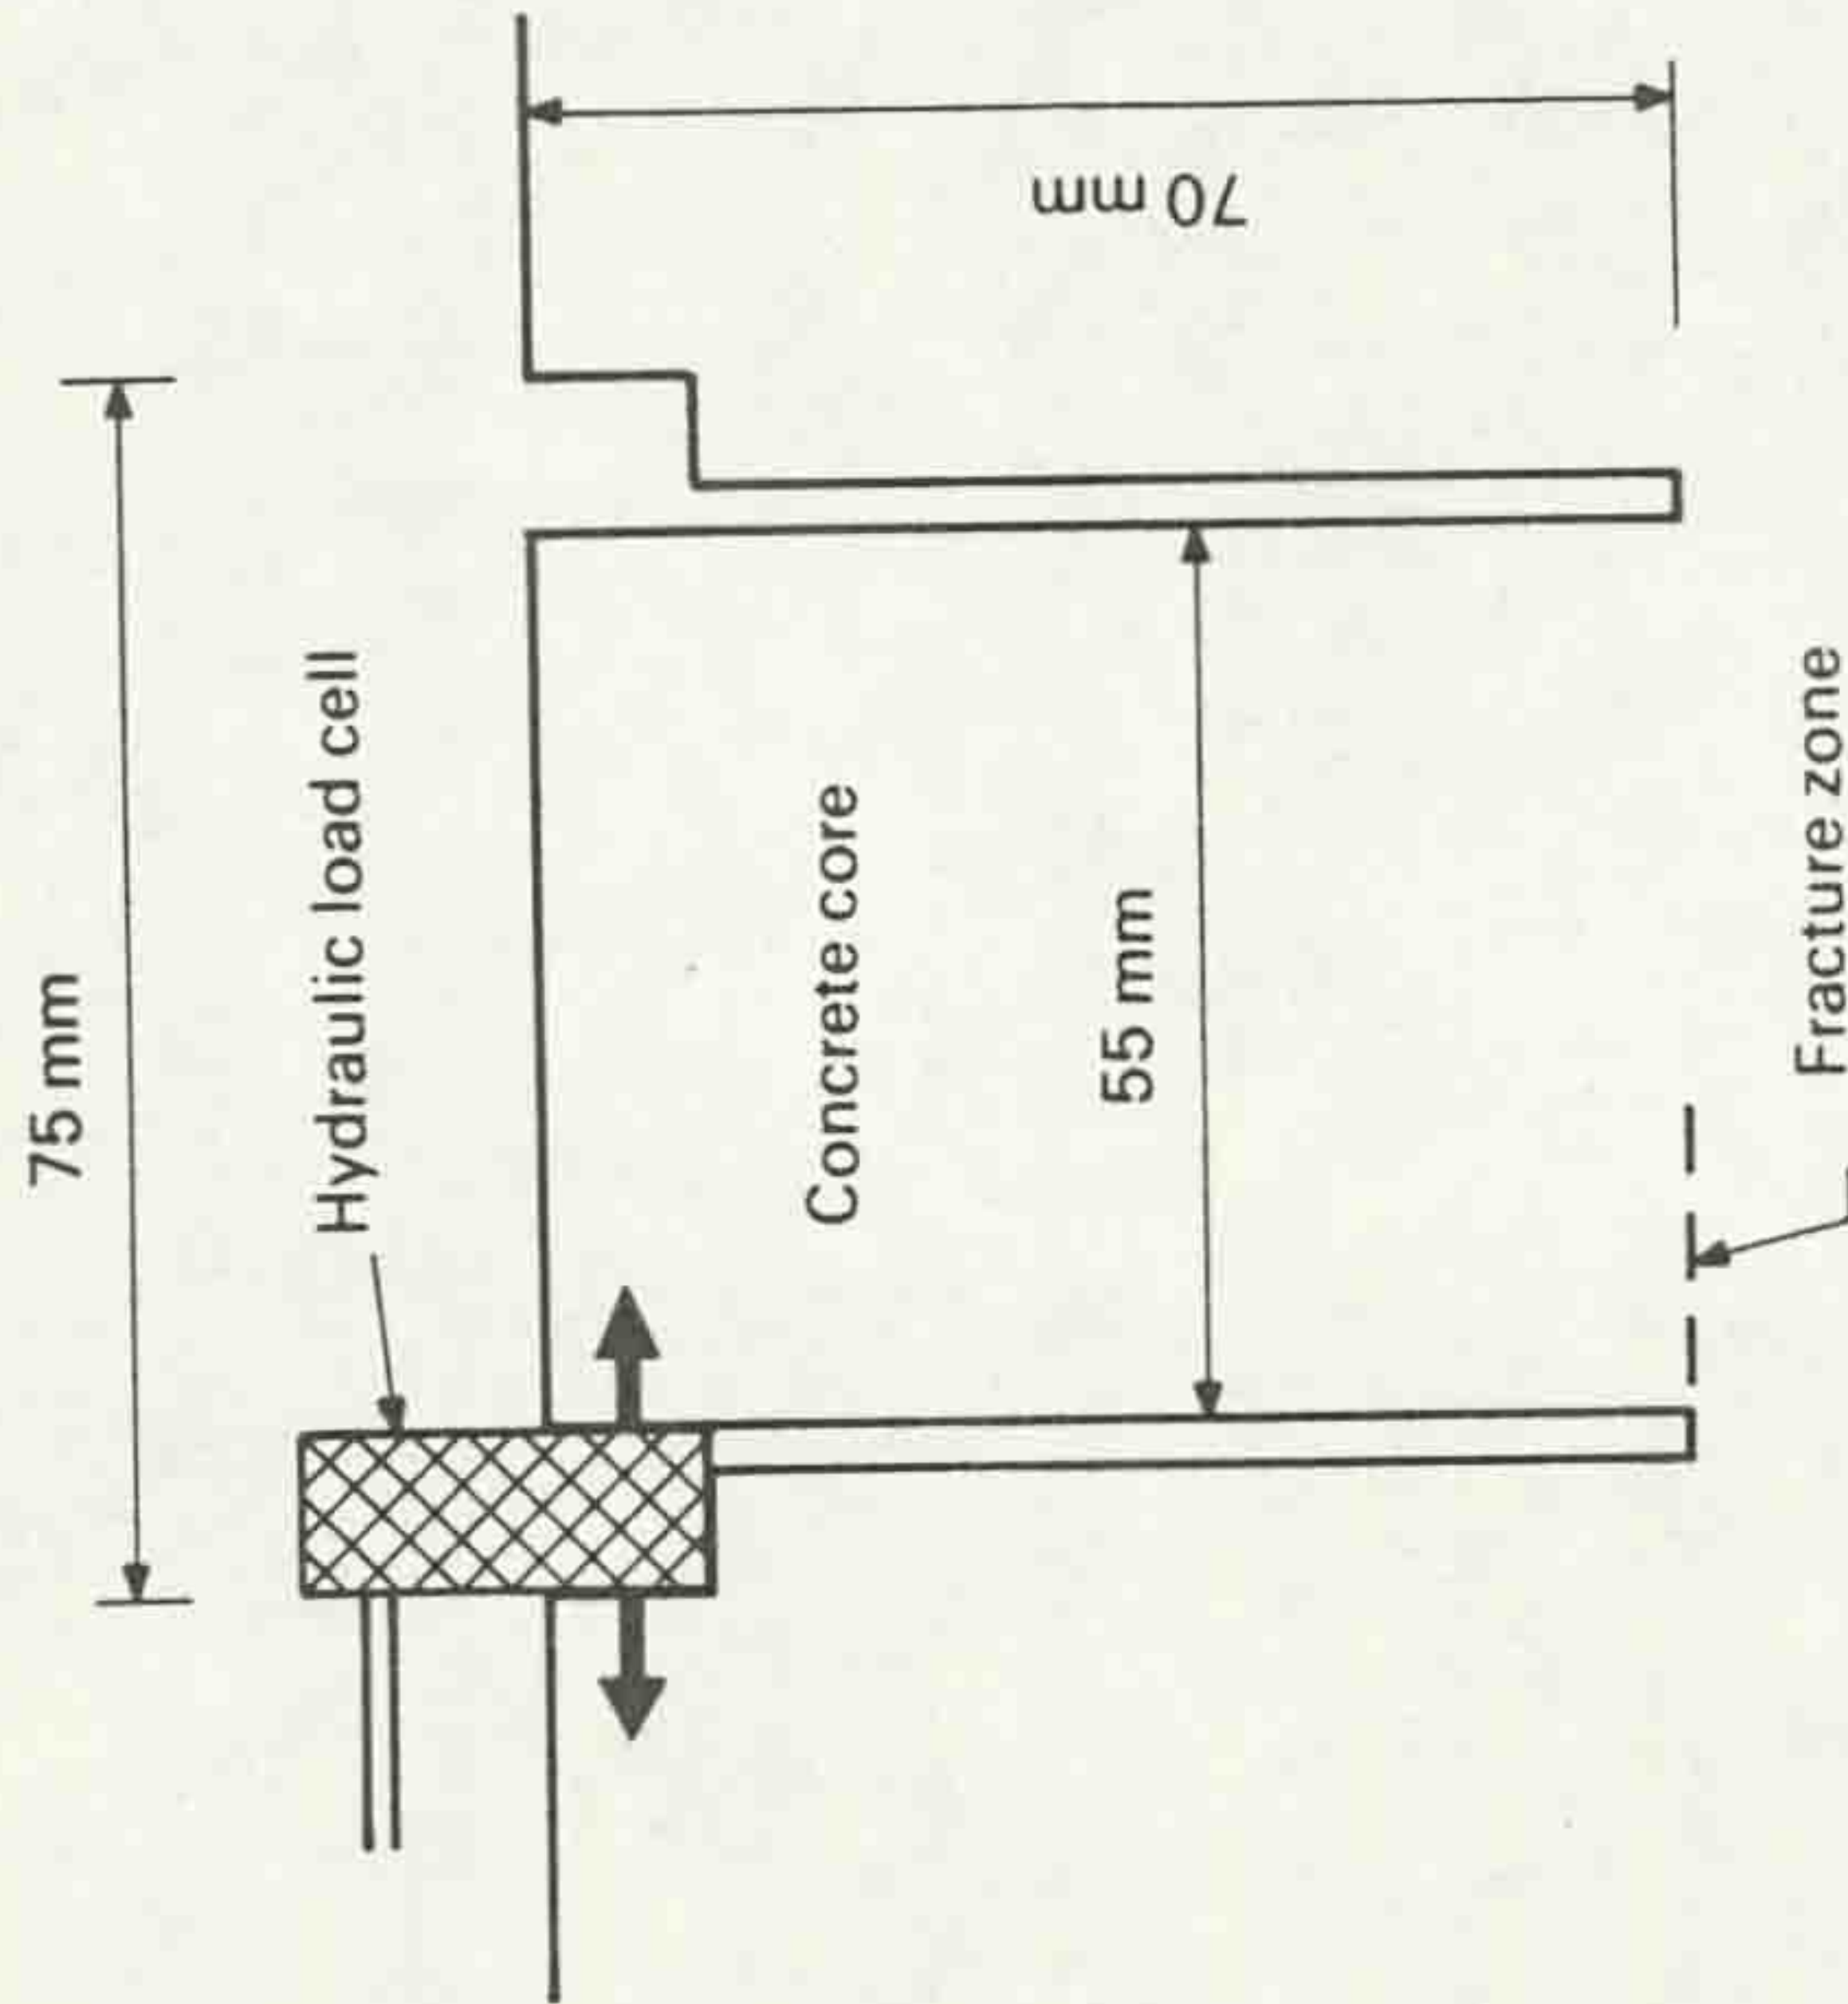 75 mm
Hydraulic load cell
Concrete core
55 mm
70 mm
Fracture zone